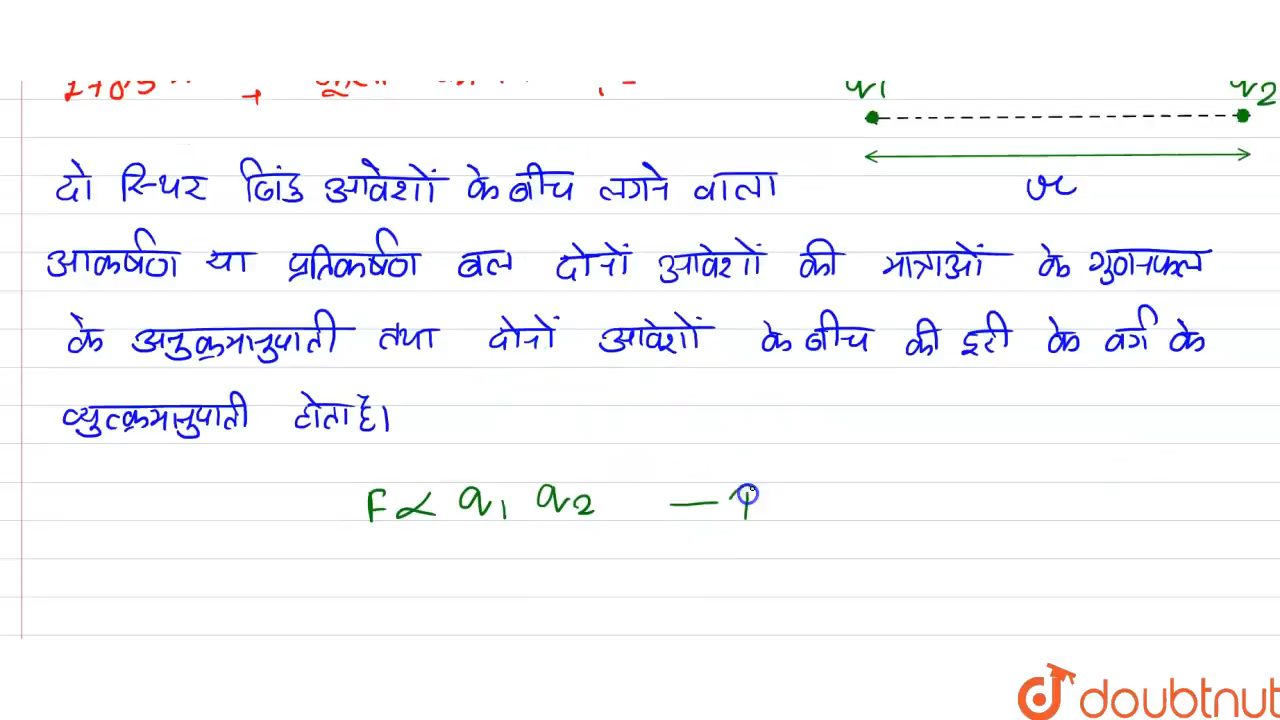 q1 q2
r
दो स्थिर बिंदु आवेशों के बीच लगने वाला
आकर्षण या प्रतिकर्षण बल दोनों आवेशों की मात्राओं के गुणनफल
के अनुक्रमानुपाती तथा दोनों आवेशों के बीच की दूरी के वर्ग के
व्युत्क्रमानुपाती होता है।
F ∝ q1 q2 —
doubtnut